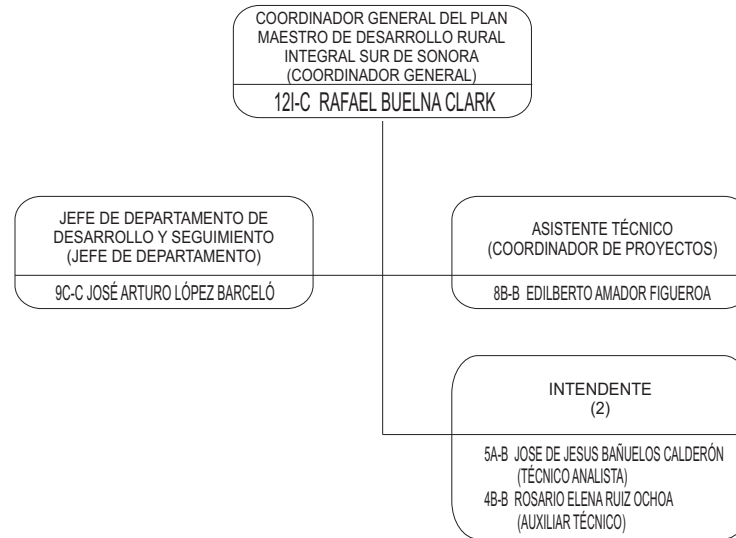 COORDINADOR GENERAL DEL PLAN
MAESTRO DE DESARROLLO RURAL
INTEGRAL SUR DE SONORA
(COORDINADOR GENERAL)
12I-C RAFAEL BUELNA CLARK
JEFE DE DEPARTAMENTO DE
DESARROLLO Y SEGUIMIENTO
(JEFE DE DEPARTAMENTO)
9C-C JOSÉ ARTURO LÓPEZ BARCELÓ
ASISTENTE TÉCNICO
(COORDINADOR DE PROYECTOS)
8B-B EDILBERTO AMADOR FIGUEROA
INTENDENTE
(2)
5A-B JOSE DE JESUS BAÑUELOS CALDERÓN
(TÉCNICO ANALISTA)
4B-B ROSARIO ELENA RUIZ OCHOA
(AUXILIAR TÉCNICO)